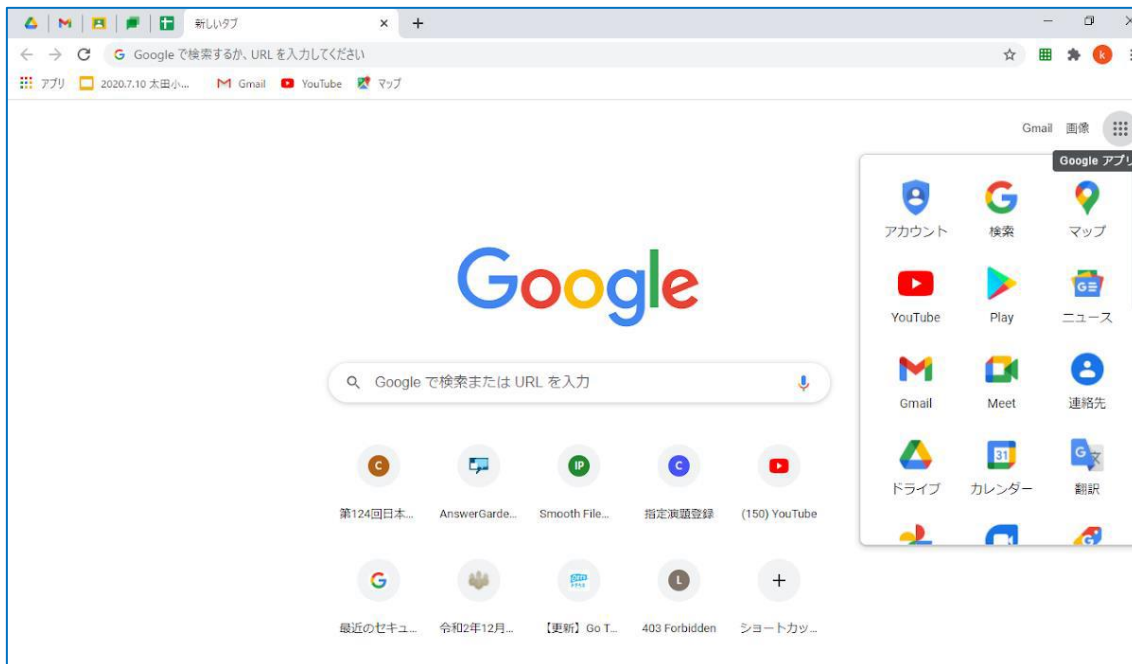 新しいタブ
Google で検索するか、URL を入力してください
アプリ 2020.7.10 太田小... Gmail YouTube マップ
Gmail 画像
Google アプリ
アカウント 検索 マップ
Google
YouTube Play ニュース
Google で検索または URL を入力
Gmail Meet 連絡先
ドライブ カレンダー 翻訳
第124回日本... AnswerGarde... Smooth File... 指定演題登録 (150) YouTube
最近のセキュ... 令和2年12月... 【更新】Go T... 403 Forbidden ショートカッ...